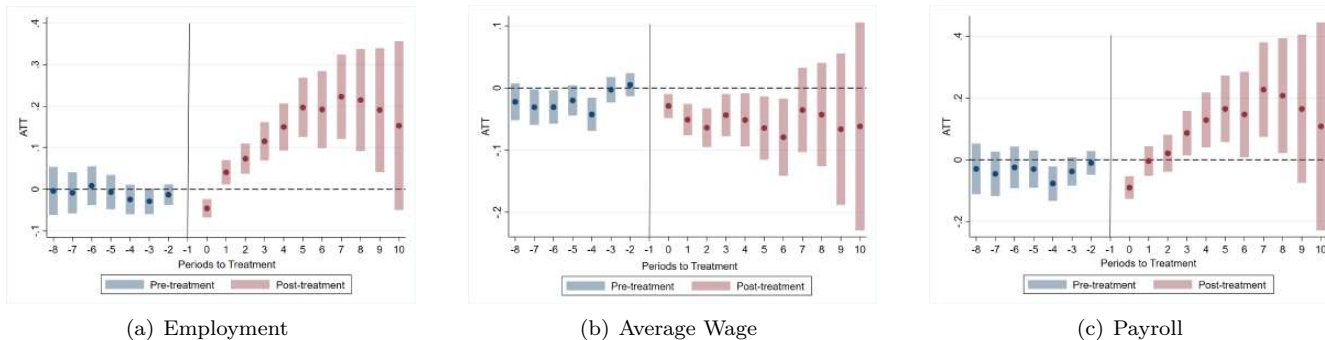 .4
.3
.2
.1
0
-.1
ATT
-8 -7 -6 -5 -4 -3 -2 -1 0 1 2 3 4 5 6 7 8 9 10
Periods to Treatment
Pre-treatment Post-treatment
(a) Employment
.1
0
-.1
-.2
ATT
-8 -7 -6 -5 -4 -3 -2 -1 0 1 2 3 4 5 6 7 8 9 10
Periods to Treatment
Pre-treatment Post-treatment
(b) Average Wage
.4
.2
0
-.2
ATT
-8 -7 -6 -5 -4 -3 -2 -1 0 1 2 3 4 5 6 7 8 9 10
Periods to Treatment
Pre-treatment Post-treatment
(c) Payroll